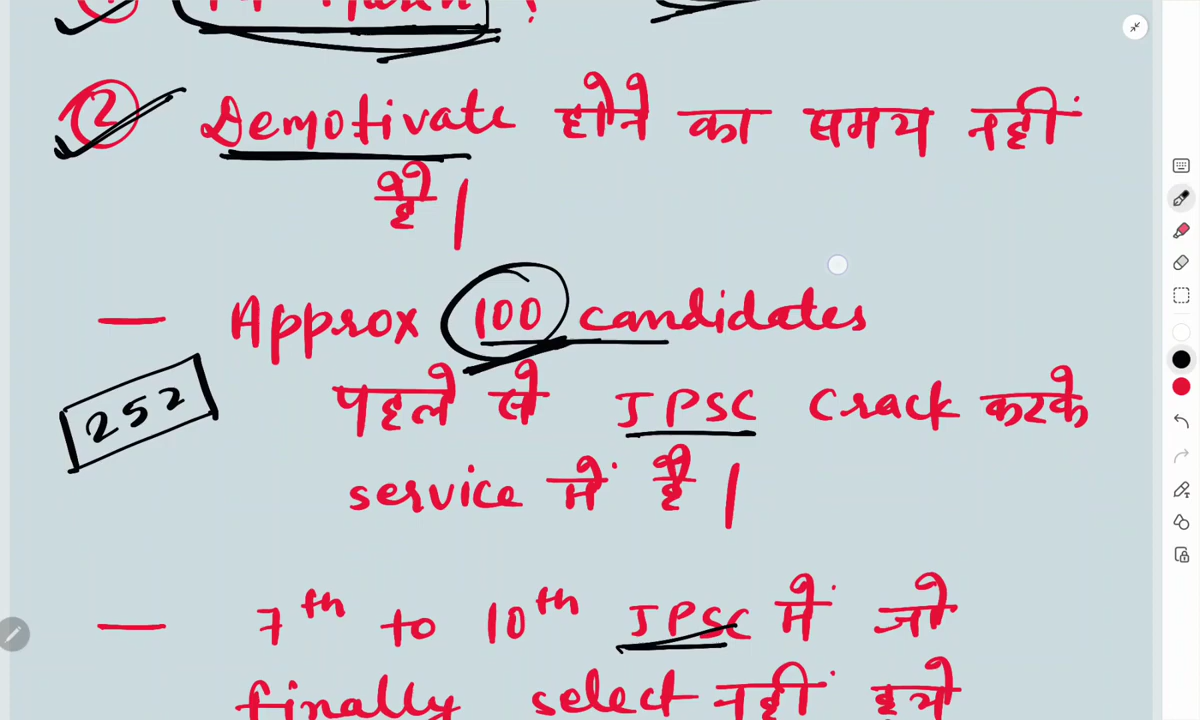 ② Demotivate होने का समय नहीं
है|
— Approx 100 candidates
252
पहले से JPSC crack करके
service में है|
— 7th to 10th JPSC में जो
finally select नहीं हुये